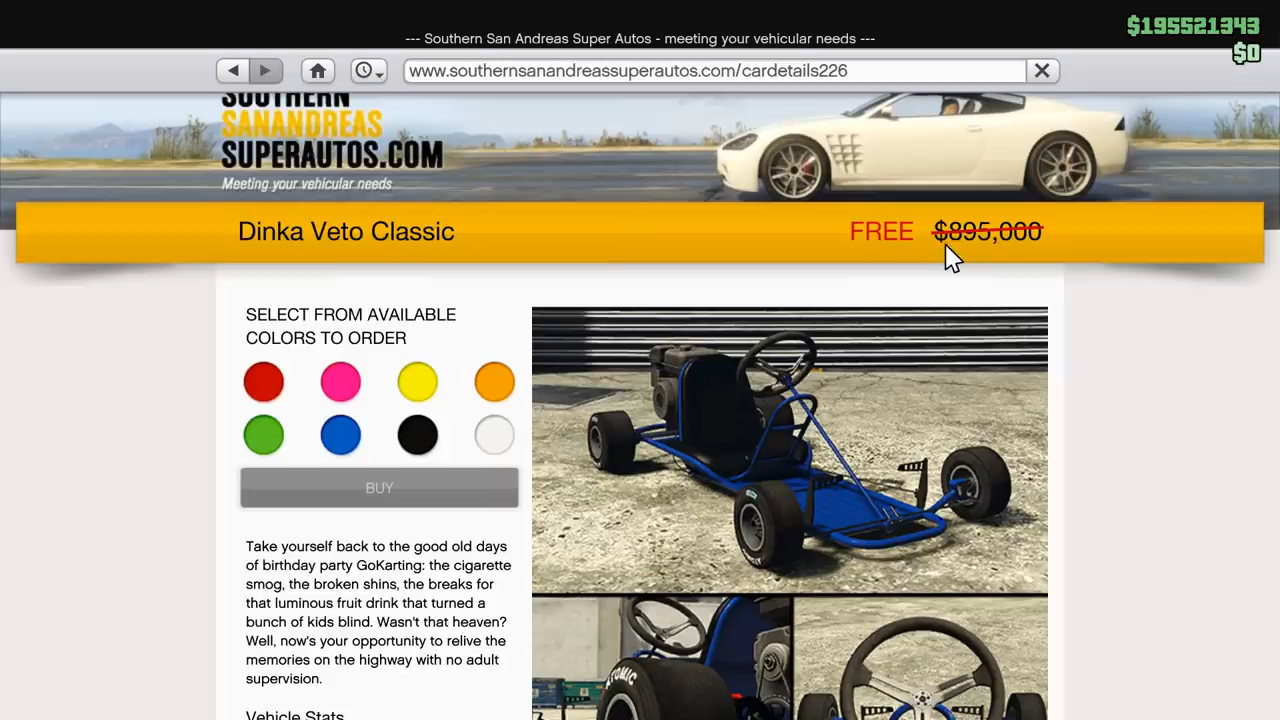 $195521343
--- Southern San Andreas Super Autos - meeting your vehicular needs ---
$0
www.southernsanandreassuperautos.com/cardetails226
SOUTHERN
SANANDREAS
SUPERAUTOS.COM
Meeting your vehicular needs
Dinka Veto Classic
FREE $895,000
SELECT FROM AVAILABLE
COLORS TO ORDER
BUY
Take yourself back to the good old days
of birthday party GoKarting: the cigarette
smog, the broken shins, the breaks for
that luminous fruit drink that turned a
bunch of kids blind. Wasn't that heaven?
Well, now's your opportunity to relive the
memories on the highway with no adult
supervision.
Vehicle Stats
ATOMIC